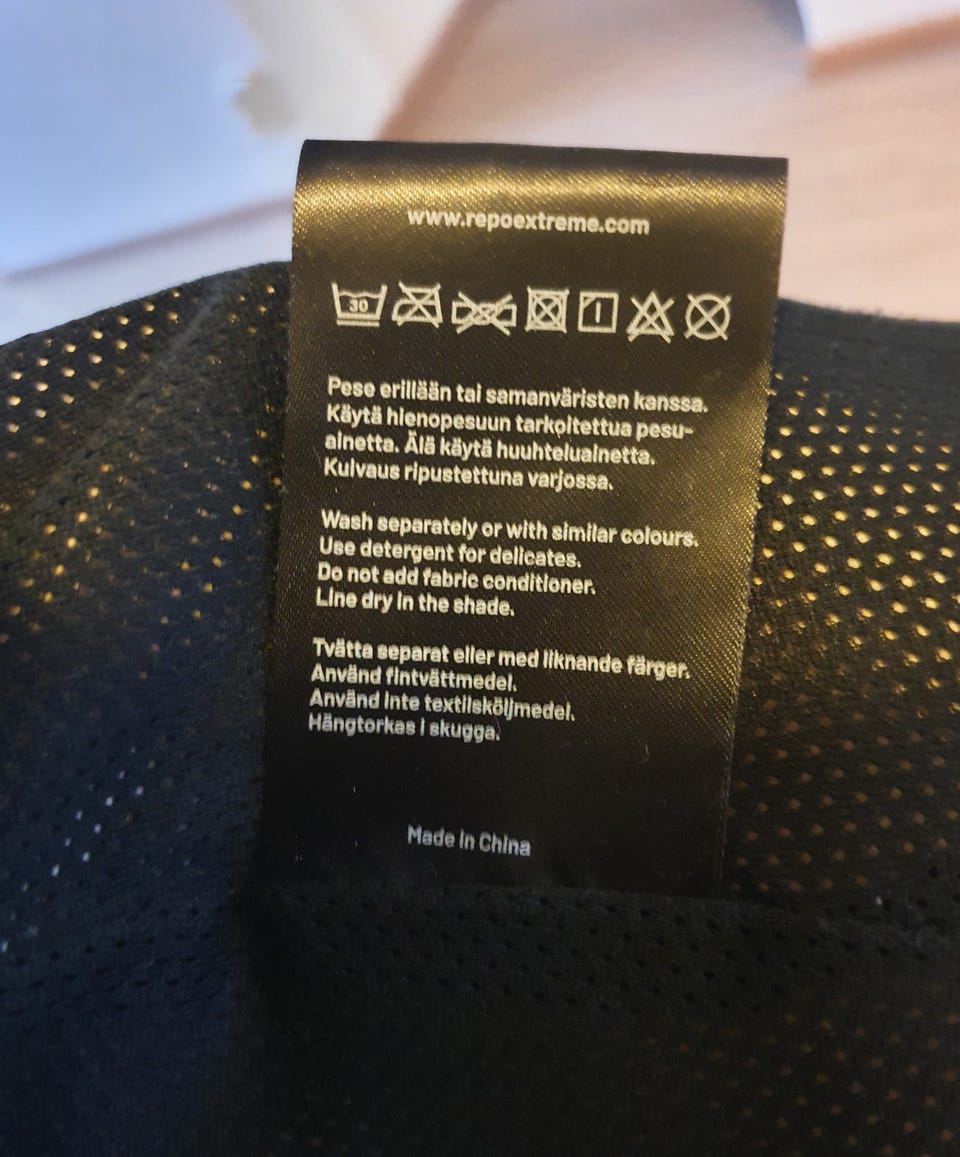 www.repoextreme.com
30
Pese erillään tai samanväristen kanssa.
Käytä hienopesuun tarkoitettua pesu-
ainetta. Älä käytä huuhteluainetta.
Kuivaus ripustettuna varjossa.
Wash separately or with similar colours.
Use detergent for delicates.
Do not add fabric conditioner.
Line dry in the shade.
Tvätta separat eller med liknande färger.
Använd fintvättmedel.
Använd inte textilsköljmedel.
Hängtorkas i skugga.
Made in China